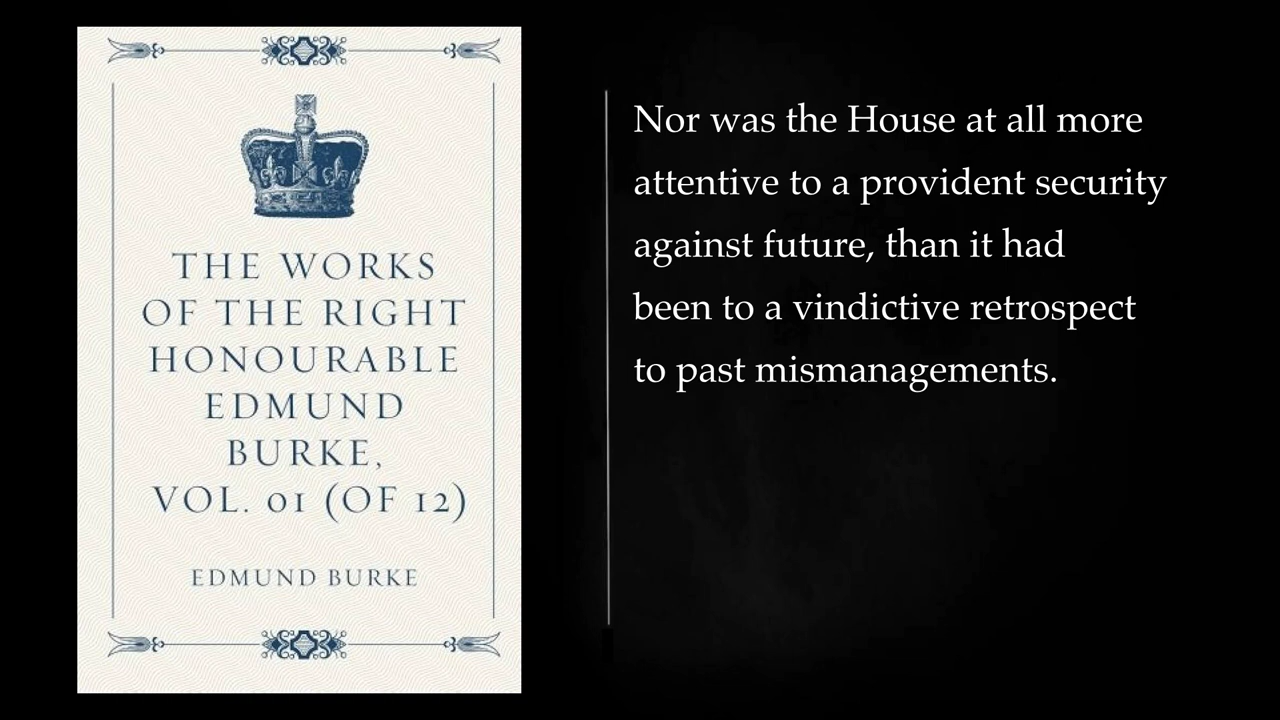 THE WORKS
OF THE RIGHT
HONOURABLE
EDMUND
BURKE,
VOL. 01 (OF 12)
EDMUND BURKE
Nor was the House at all more
attentive to a provident security
against future, than it had
been to a vindictive retrospect
to past mismanagements.